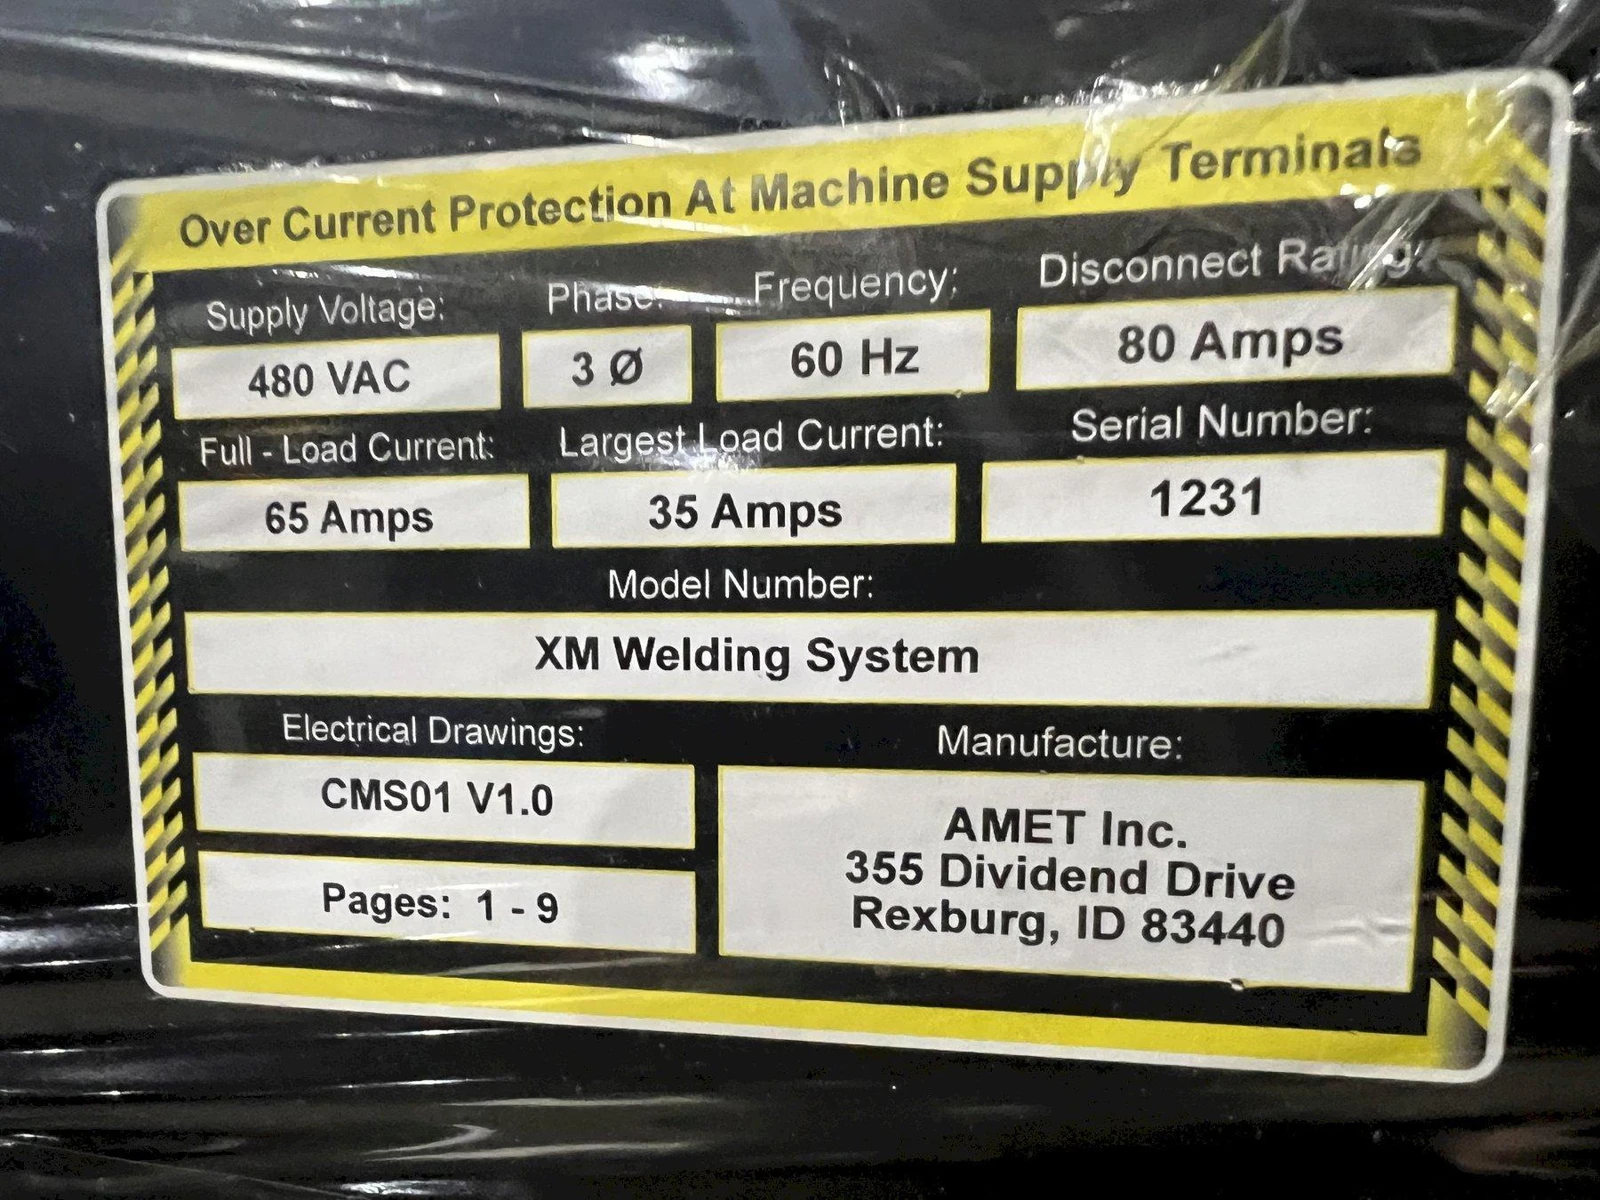 Over Current Protection At Machine Supply Terminals
Supply Voltage: Phase: Frequency: Disconnect Rating:
480 VAC 3 Ø 60 Hz 80 Amps
Full - Load Current: Largest Load Current: Serial Number:
65 Amps 35 Amps 1231
Model Number:
XM Welding System
Electrical Drawings:
CMS01 V1.0
Pages: 1 - 9
Manufacture:
AMET Inc.
355 Dividend Drive
Rexburg, ID 83440